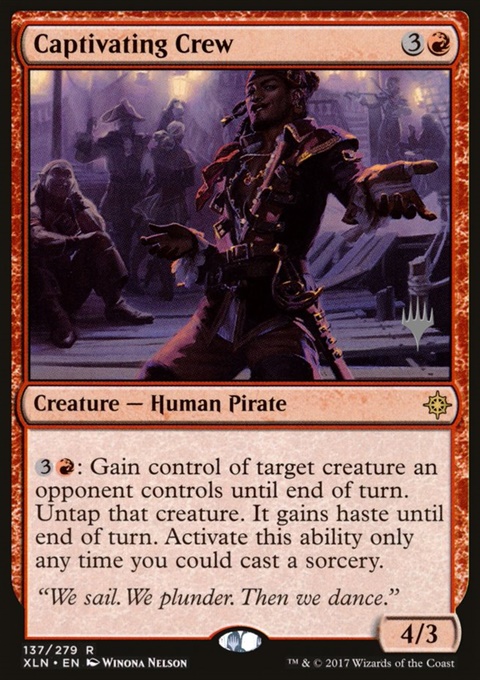 Captivating Crew 3
Creature — Human Pirate
3: Gain control of target creature an
opponent controls until end of turn.
Untap that creature. It gains haste until
end of turn. Activate this ability only
any time you could cast a sorcery.
“We sail. We plunder. Then we dance.”
4/3
137/279 R
XLN • EN Winona Nelson
™ & © 2017 Wizards of the Coast